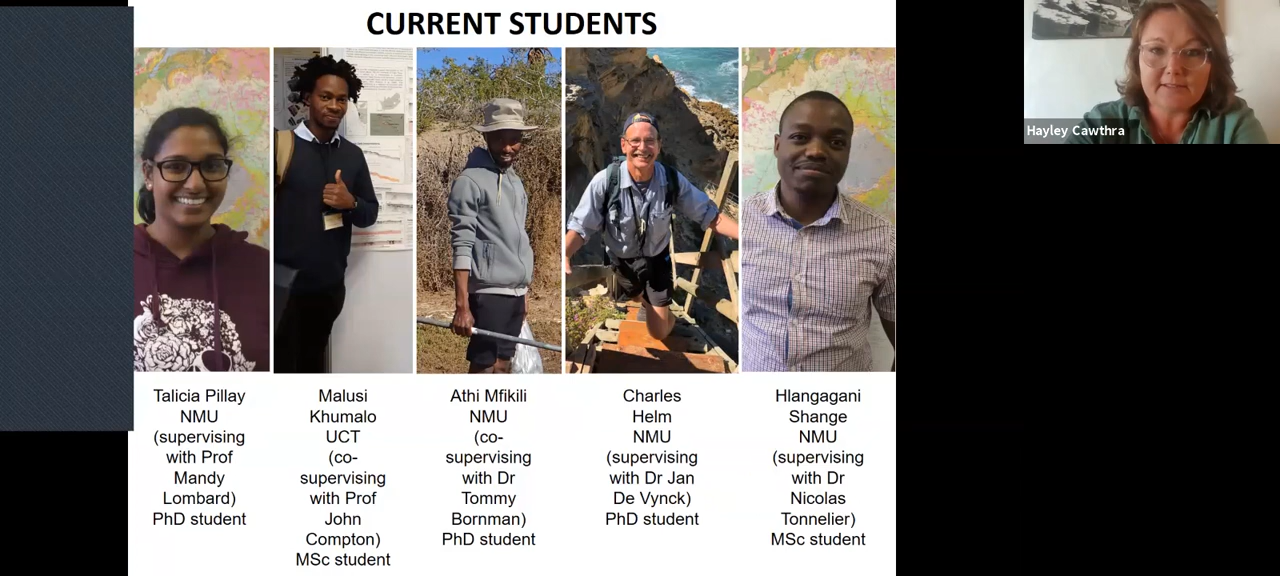 CURRENT STUDENTS
Hayley Cawthra
Talicia Pillay
NMU
(supervising
with Prof
Mandy
Lombard)
PhD student
Malusi
Khumalo
UCT
(co-
supervising
with Prof
John
Compton)
MSc student
Athi Mfikili
NMU
(co-
supervising
with Dr
Tommy
Bornman)
PhD student
Charles
Helm
NMU
(supervising
with Dr Jan
De Vynck)
PhD student
Hlangagani
Shange
NMU
(supervising
with Dr
Nicolas
Tonnelier)
MSc student